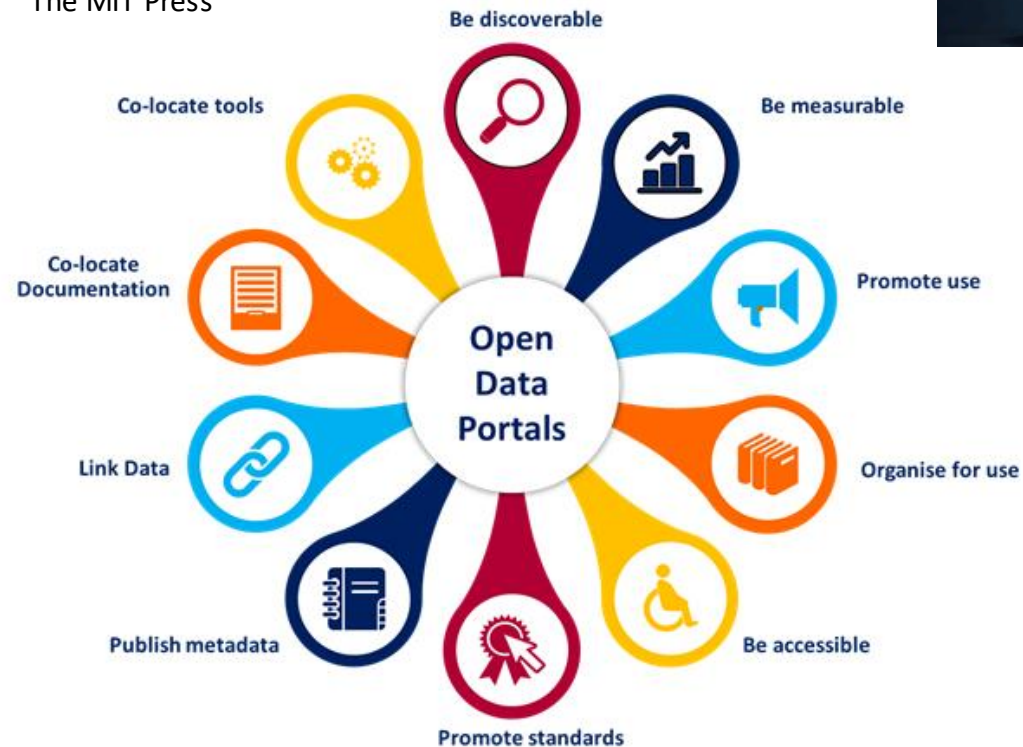 The MIT Press
Be discoverable
Co-locate tools
Be measurable
Co-locate
Documentation
Promote use
Open
Data
Portals
Link Data
Organise for use
Publish metadata
Be accessible
Promote standards